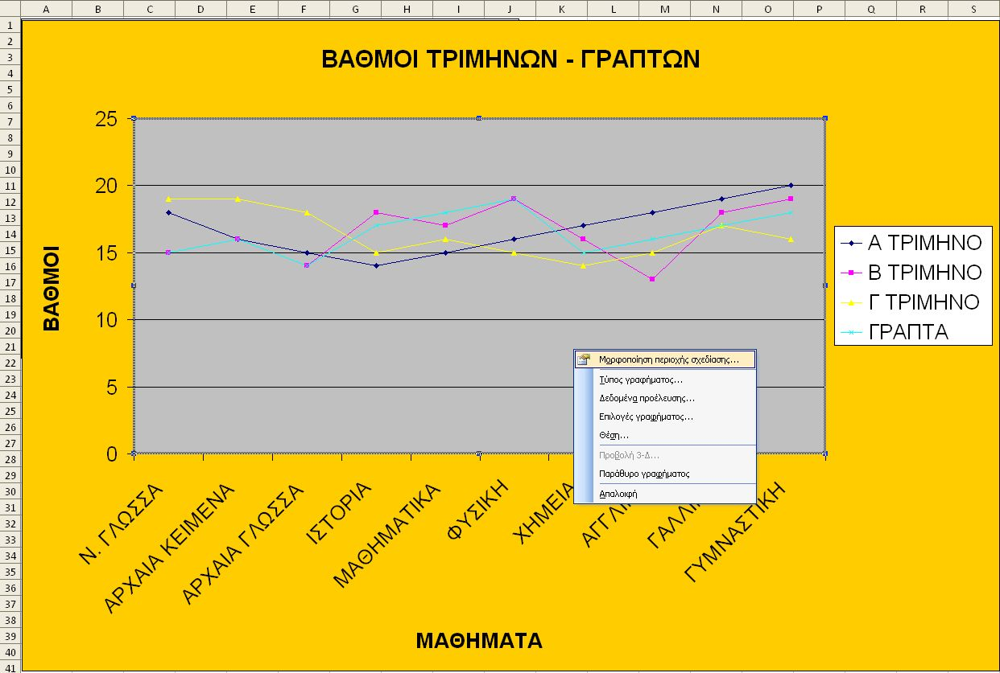 A B C D E F G H I J K L M N O P Q R S
1
2
3
4
5
6
7
8
9
10
11
12
13
14
15
16
17
18
19
20
21
22
23
24
25
26
27
28
29
30
31
32
33
34
35
36
37
38
39
40
41
ΒΑΘΜΟΙ ΤΡΙΜΗΝΩΝ - ΓΡΑΠΤΩΝ
25
20
15
10
5
0
ΒΑΘΜΟΙ
Α ΤΡΙΜΗΝΟ
Β ΤΡΙΜΗΝΟ
Γ ΤΡΙΜΗΝΟ
ΓΡΑΠΤΑ
Μορφοποίηση περιοχής σχεδίασης...
Τύπος γραφήματος...
Δεδομένα προέλευσης...
Επιλογές γραφήματος...
Θέση...
Προβολή 3-Δ...
Παράθυρο γραφήματος
Απαλοιφή
Ν. ΓΛΩΣΣΑ
ΑΡΧΑΙΑ ΚΕΙΜΕΝΑ
ΑΡΧΑΙΑ ΓΛΩΣΣΑ
ΙΣΤΟΡΙΑ
ΜΑΘΗΜΑΤΙΚΑ
ΦΥΣΙΚΗ
ΧΗΜΕΙΑ
ΓΥΜΝΑΣΤΙΚΗ
ΜΑΘΗΜΑΤΑ